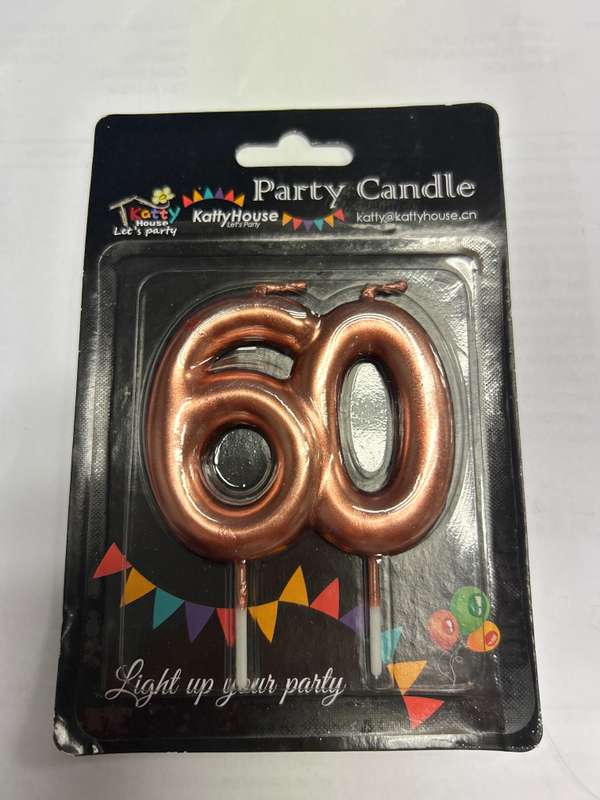 Party Candle
Katty
House
Let's party
KattyHouse
Let's Party
katty@kattyhouse.cn
60
Light up your party